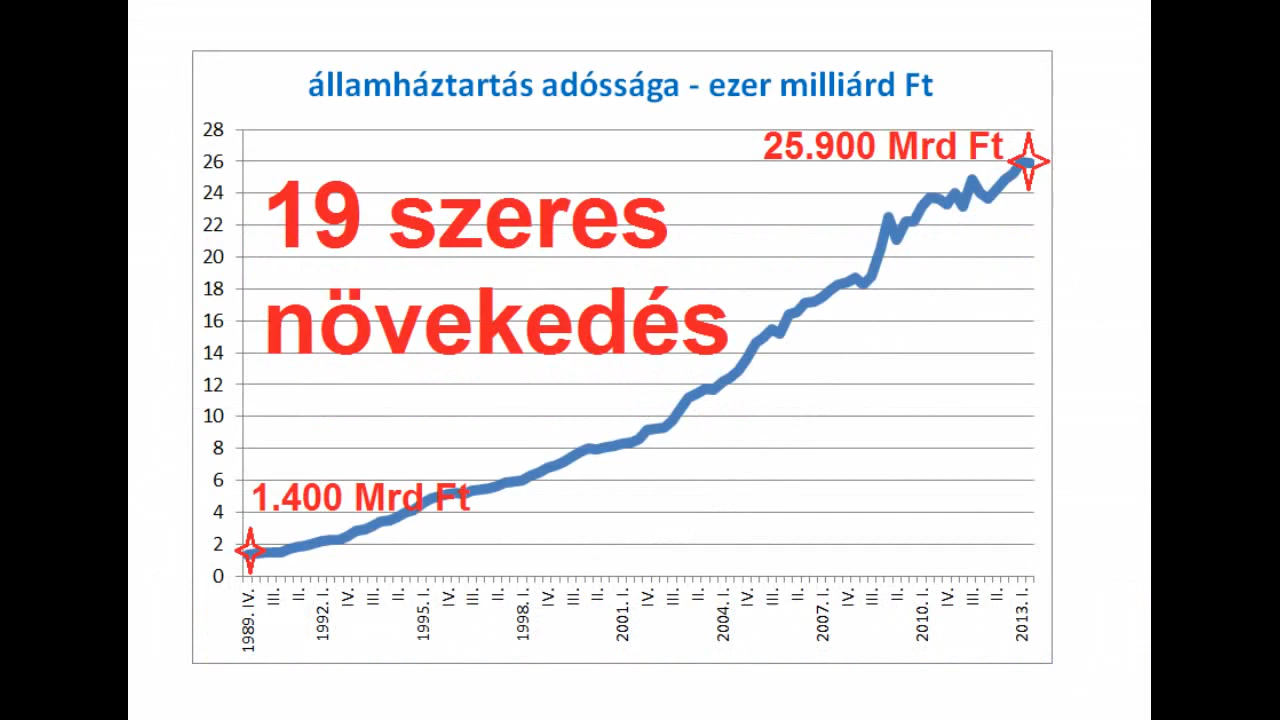 államháztartás adóssága - ezer milliárd Ft
28
26
24
22
20
18
16
14
12
10
8
6
4
2
0
25.900 Mrd Ft
19 szeres
növekedés
1.400 Mrd Ft
1989. IV.
III.
II.
1992. I.
IV.
III.
II.
1995. I.
IV.
III.
II.
1998. I.
IV.
III.
II.
2001. I.
IV.
III.
II.
2004. I.
IV.
III.
II.
2007. I.
IV.
III.
II.
2010. I.
IV.
III.
II.
2013. I.